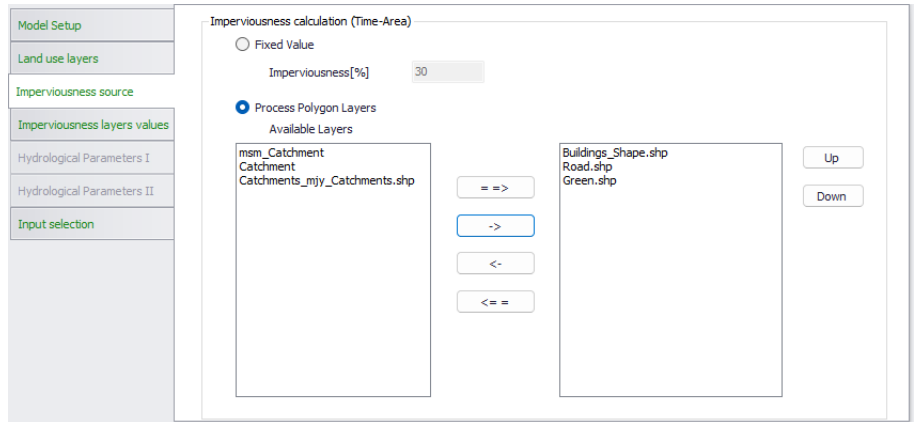 Model Setup
Land use layers
Imperviousness source
Imperviousness layers values
Hydrological Parameters I
Hydrological Parameters II
Input selection
Imperviousness calculation (Time-Area)
Fixed Value
Imperviousness[%] 30
Process Polygon Layers
Available Layers
msm_Catchment
Catchment
Catchments_mjy_Catchments.shp
= =>
->
<-
<= =
Buildings_Shape.shp
Road.shp
Green.shp
Up
Down